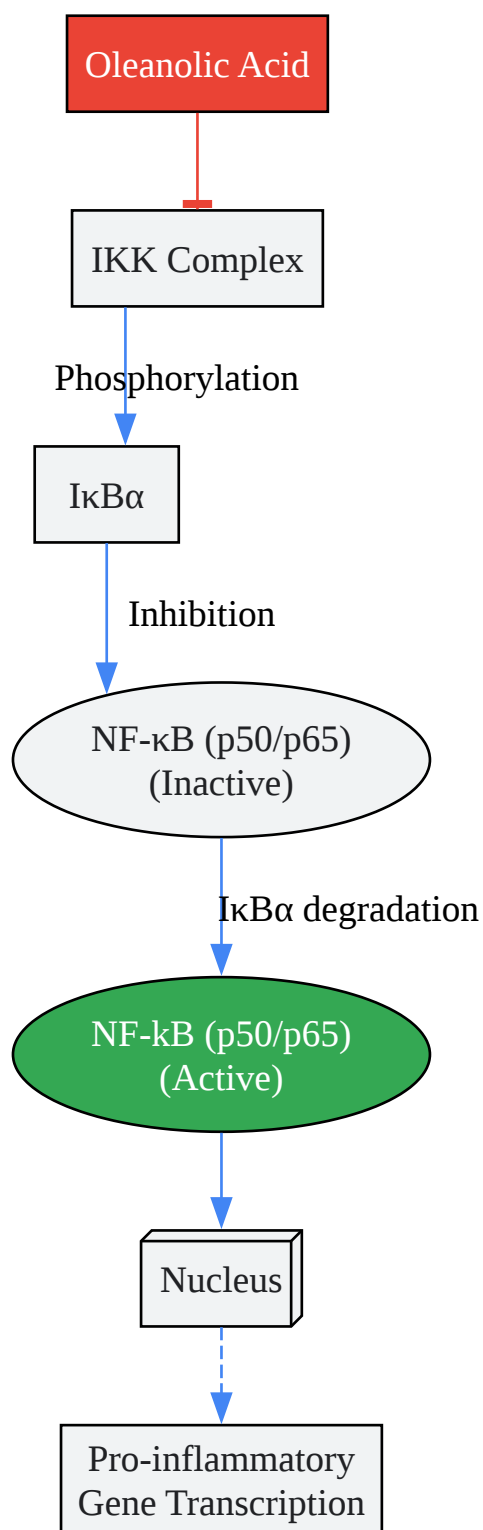 Oleanolic Acid
IKK Complex
Phosphorylation
IκBα
Inhibition
NF-κB (p50/p65)
(Inactive)
IκBα degradation
NF-kB (p50/p65)
(Active)
Nucleus
Pro-inflammatory
Gene Transcription